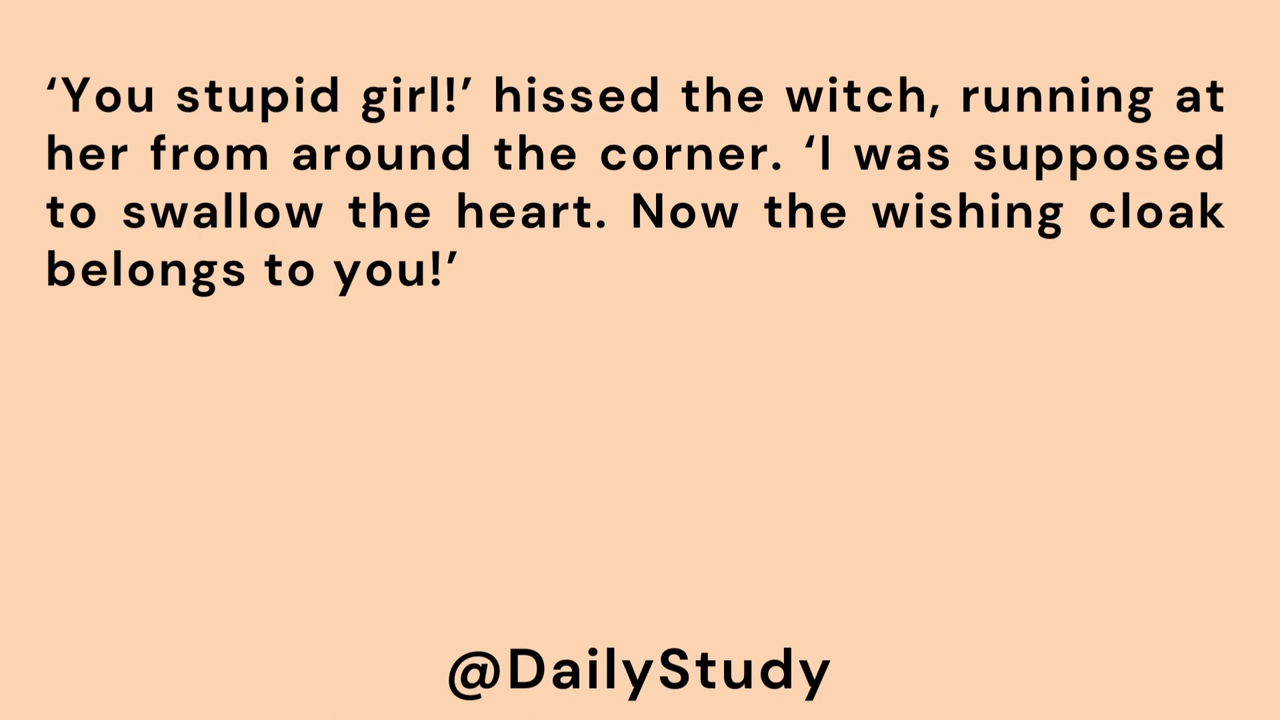 ‘You stupid girl!’ hissed the witch, running at
her from around the corner. ‘I was supposed
to swallow the heart. Now the wishing cloak
belongs to you!’
@DailyStudy